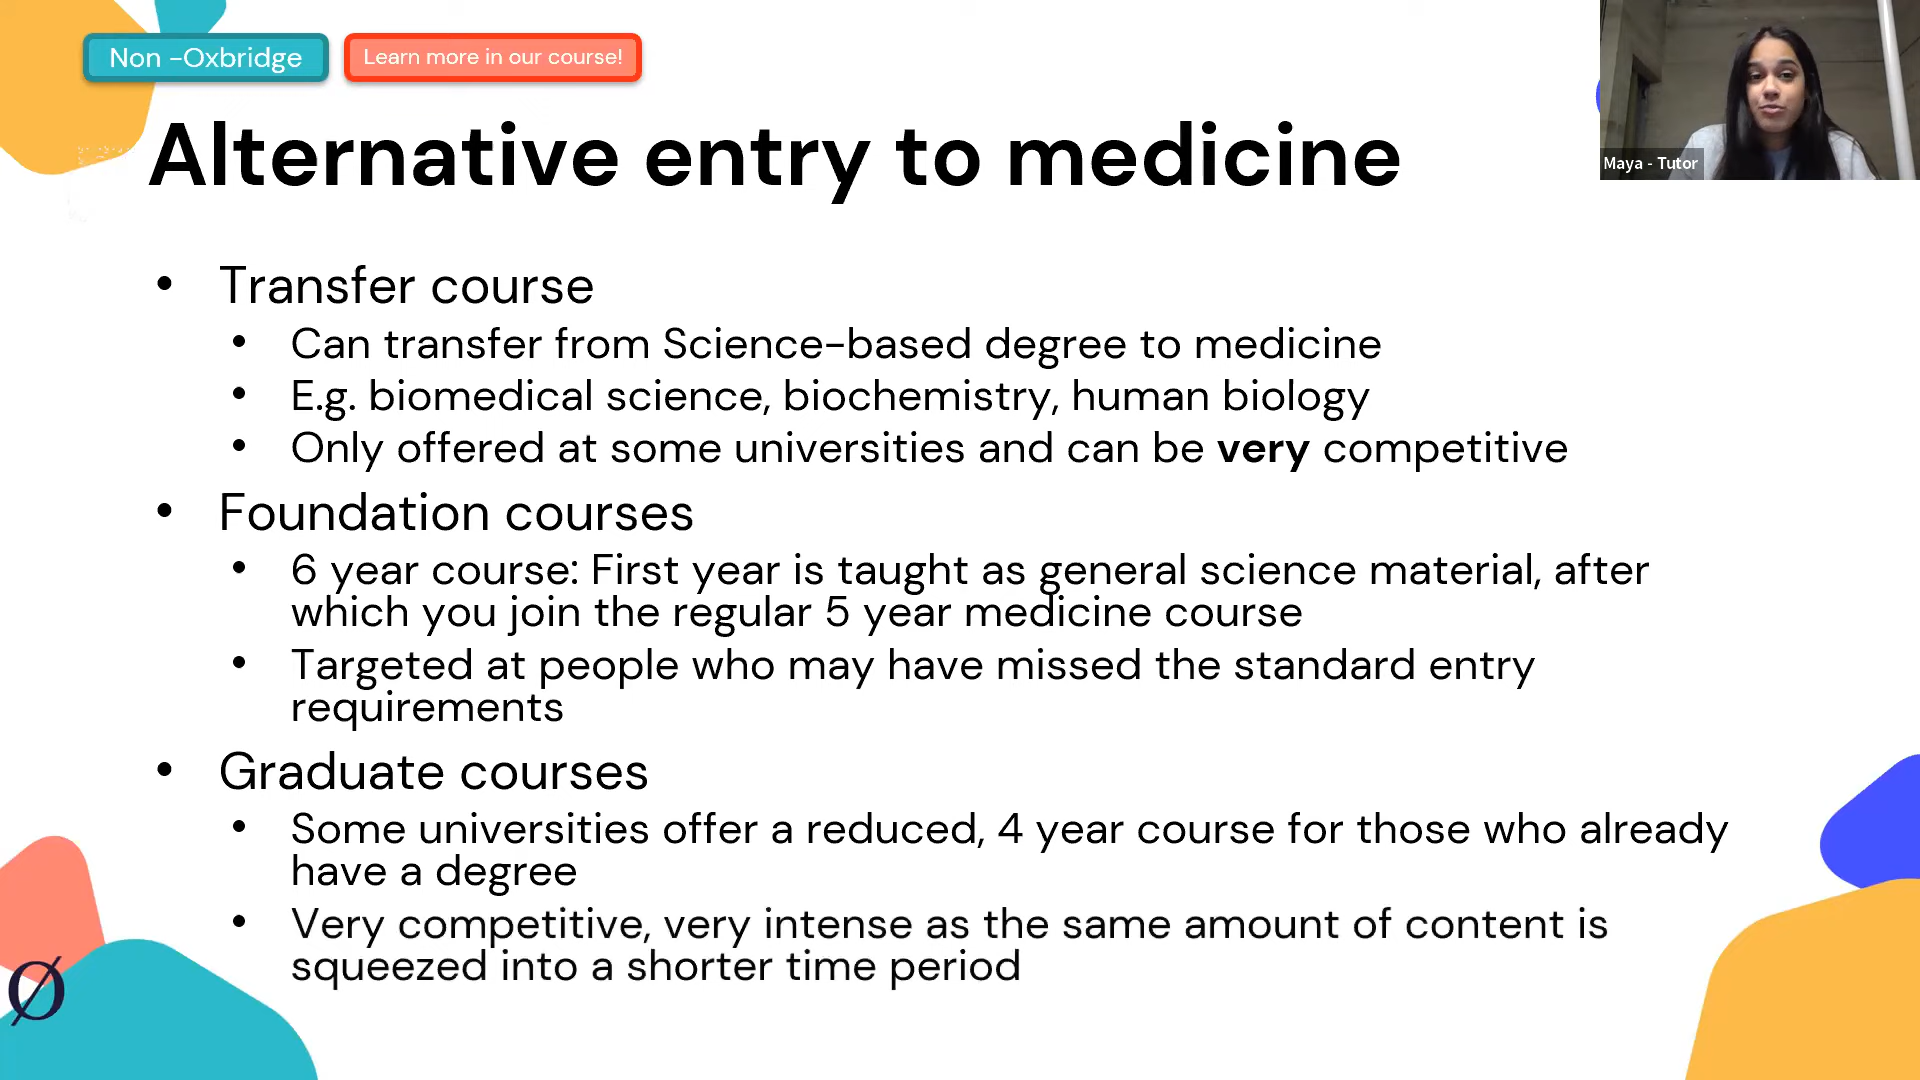 Non -Oxbridge
Learn more in our course!
Alternative entry to medicine
Maya - Tutor
• Transfer course
• Can transfer from Science-based degree to medicine
• E.g. biomedical science, biochemistry, human biology
• Only offered at some universities and can be very competitive
• Foundation courses
• 6 year course: First year is taught as general science material, after
which you join the regular 5 year medicine course
• Targeted at people who may have missed the standard entry
requirements
• Graduate courses
• Some universities offer a reduced, 4 year course for those who already
have a degree
• Very competitive, very intense as the same amount of content is
squeezed into a shorter time period
Ø